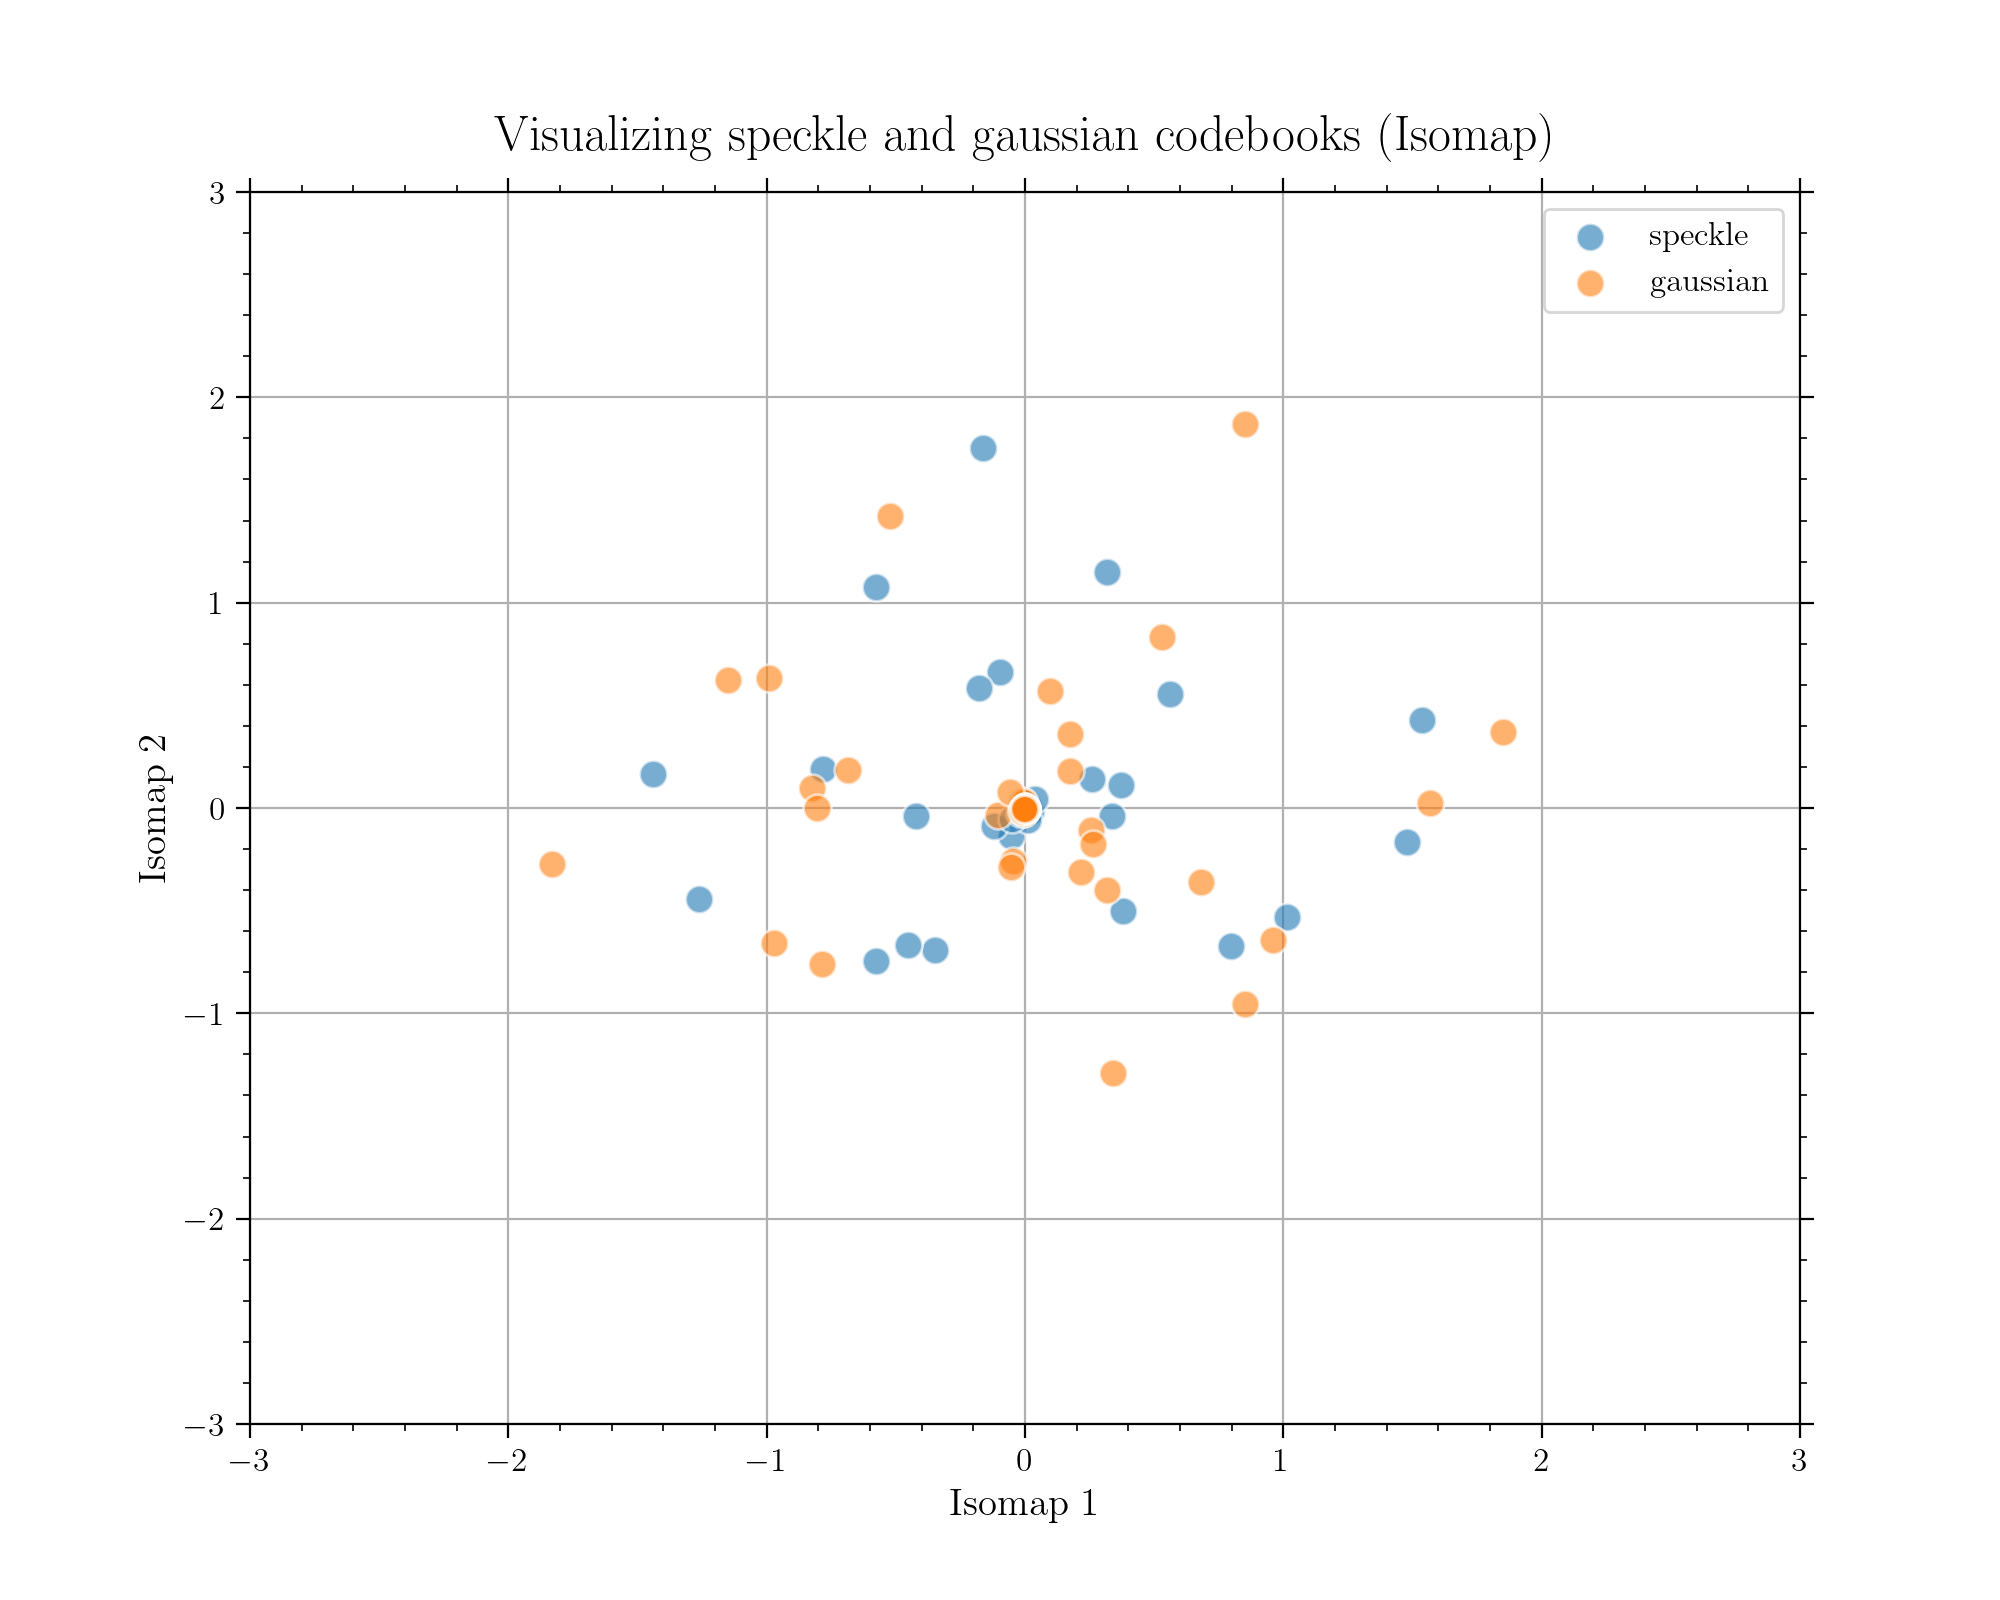 Visualizing speckle and gaussian codebooks (Isomap)
3
2
1
0
−1
−2
−3
Isomap 2
speckle
gaussian
−3 −2 −1 0 1 2 3
Isomap 1